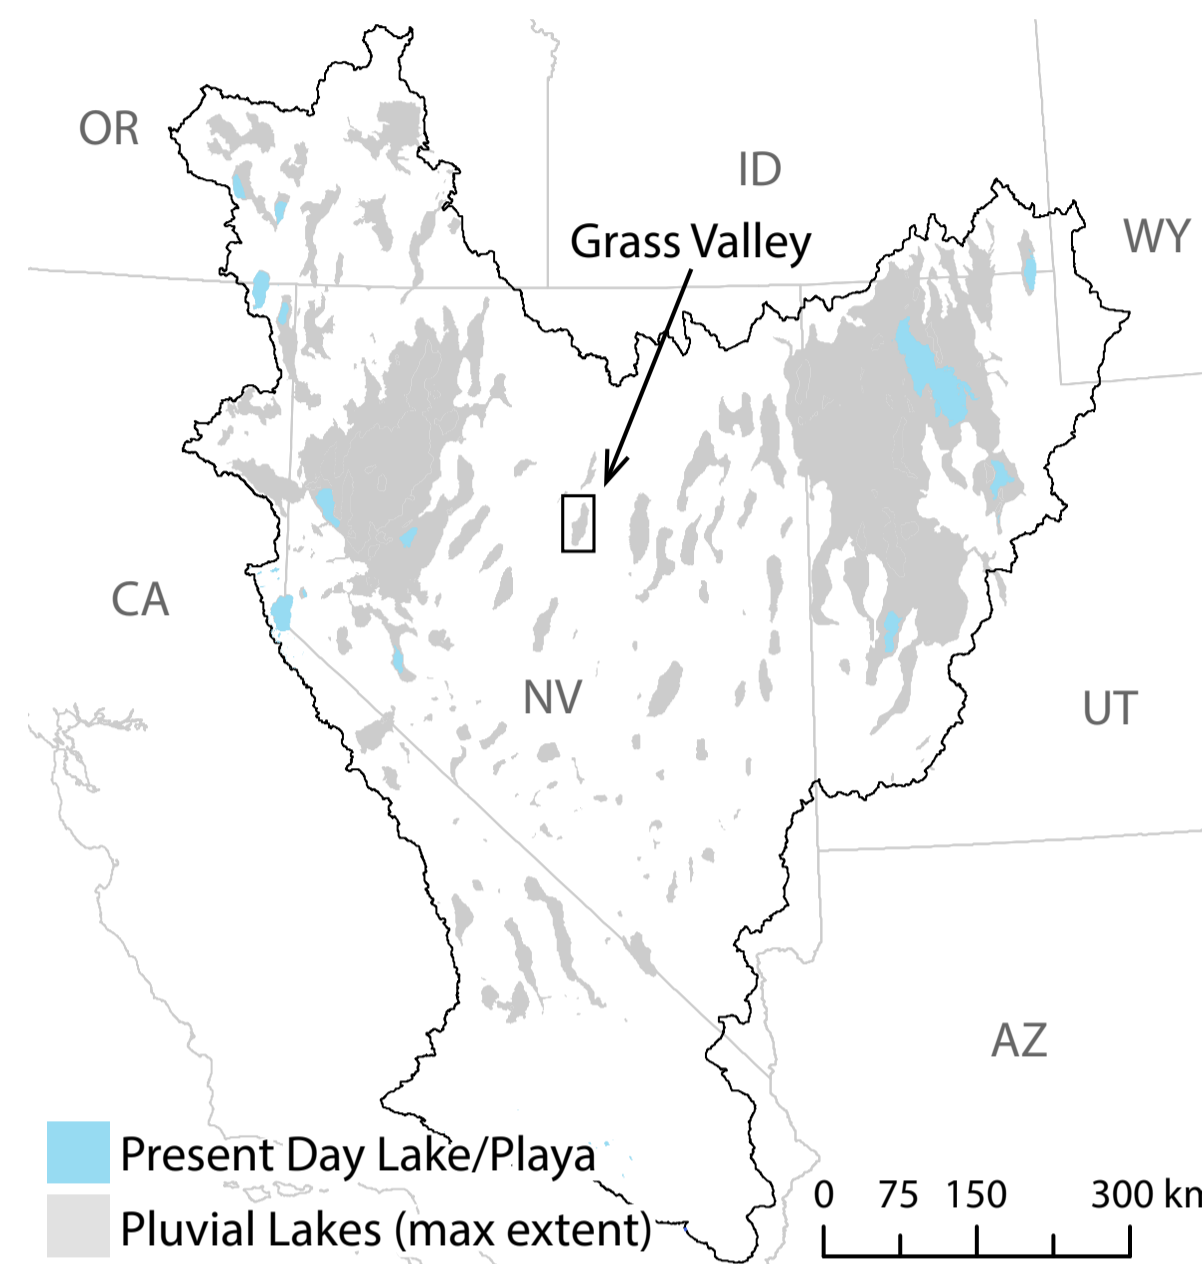 OR
ID
WY
Grass Valley
CA
NV
UT
AZ
Present Day Lake/Playa
Pluvial Lakes (max extent)
0 75 150 300 km